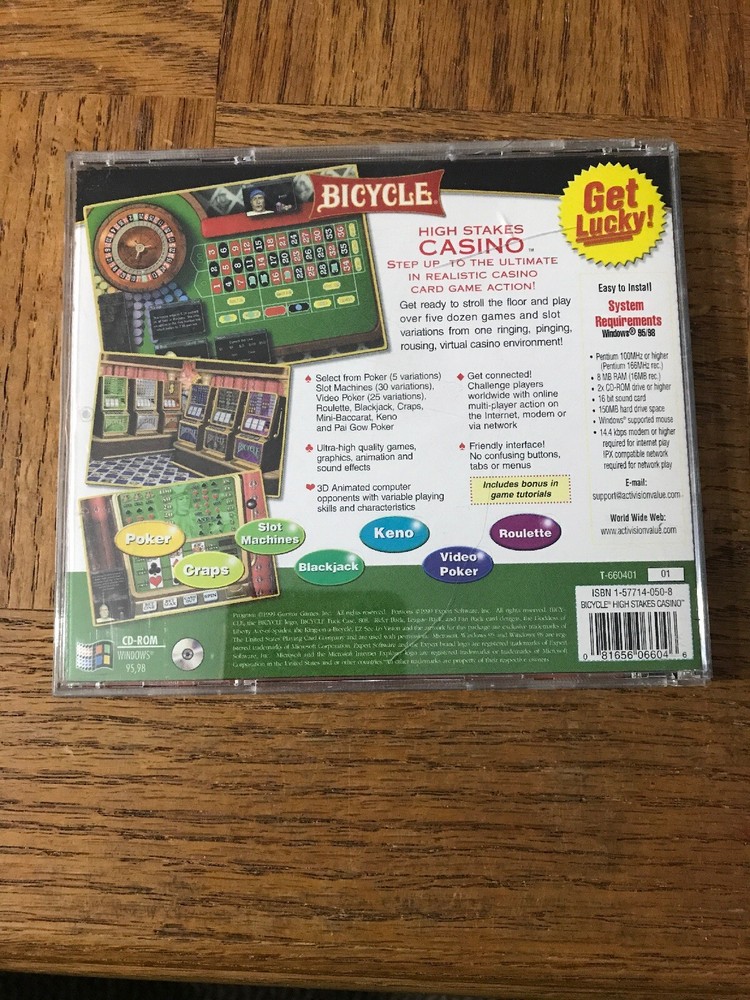 BICYCLE
HIGH STAKES
CASINO™
STEP UP TO THE ULTIMATE
IN REALISTIC CASINO
CARD GAME ACTION!
Get ready to stroll the floor and play
over five dozen games and slot
variations from one ringing, pinging,
rousing, virtual casino environment!
♠ Select from Poker (5 variations)
Slot Machines (30 variations),
Video Poker (25 variations),
Roulette, Blackjack, Craps,
Mini-Baccarat, Keno
and Pai Gow Poker
♣ Ultra-high quality games,
graphics, animation and
sound effects
♥ 3D Animated computer
opponents with variable playing
skills and characteristics
♦ Get connected!
Challenge players
worldwide with online
multi-player action on
the Internet, modem or
via network
♠ Friendly interface!
No confusing buttons,
tabs or menus
Includes bonus in
game tutorials
Get
Lucky!
Easy to Install
System
Requirements
Windows® 95/98
• Pentium 100MHz or higher
(Pentium 166MHz rec.)
• 8 MB RAM (16MB rec.)
• 2x CD-ROM drive or higher
• 16 bit sound card
• 150MB hard drive space
• Windows® supported mouse
• 14.4 kbps modem or higher
required for internet play
IPX compatible network
required for network play
E-mail:
support@activisionvalue.com
World Wide Web:
www.activisionvalue.com
Poker
Slot
Machines
Keno
Roulette
Craps
Blackjack
Video
Poker
T-660401 01
ISBN 1-57714-050-8
BICYCLE® HIGH STAKES CASINO™
0 81656 06604 6
CD-ROM
WINDOWS®
95,98